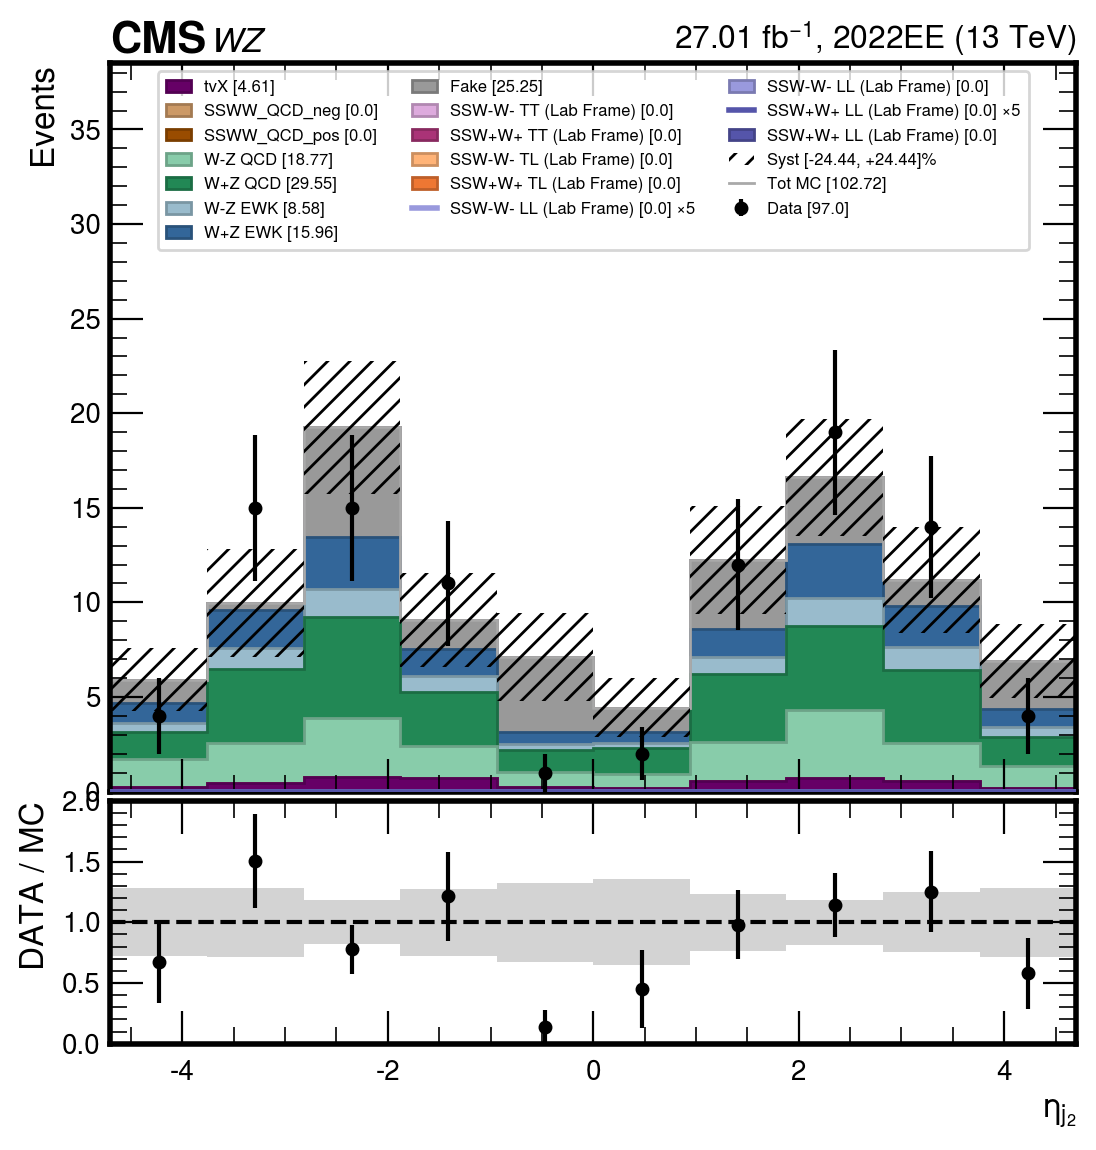 CMS WZ
27.01 fb⁻¹, 2022EE (13 TeV)
Events
tvX [4.61]
SSWW_QCD_neg [0.0]
SSWW_QCD_pos [0.0]
W-Z QCD [18.77]
W+Z QCD [29.55]
W-Z EWK [8.58]
W+Z EWK [15.96]
Fake [25.25]
SSW-W- TT (Lab Frame) [0.0]
SSW+W+ TT (Lab Frame) [0.0]
SSW-W- TL (Lab Frame) [0.0]
SSW+W+ TL (Lab Frame) [0.0]
SSW-W- LL (Lab Frame) [0.0] ×5
SSW-W- LL (Lab Frame) [0.0]
SSW+W+ LL (Lab Frame) [0.0] ×5
SSW+W+ LL (Lab Frame) [0.0]
Syst [-24.44, +24.44]%
Tot MC [102.72]
Data [97.0]
35
30
25
20
15
10
5
0
DATA / MC
2.0
1.5
1.0
0.5
0.0
-4 -2 0 2 4
η_{j_2}